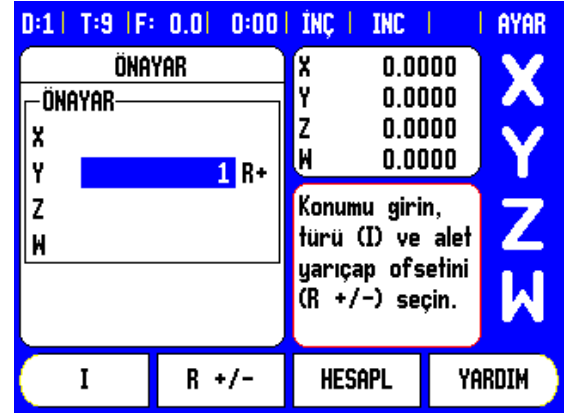 D:1 | T:9 | F: 0.0 | 0:00 | İNÇ | INC | | AYAR
ÖNAYAR
ÖNAYAR
X
Y 1 R+
Z
W
X 0.0000
Y 0.0000
Z 0.0000
W 0.0000
Konumu girin,
türü (I) ve alet
yarıçap ofsetini
(R +/-) seçin.
X
Y
Z
W
I R +/- HESAPL YARDIM